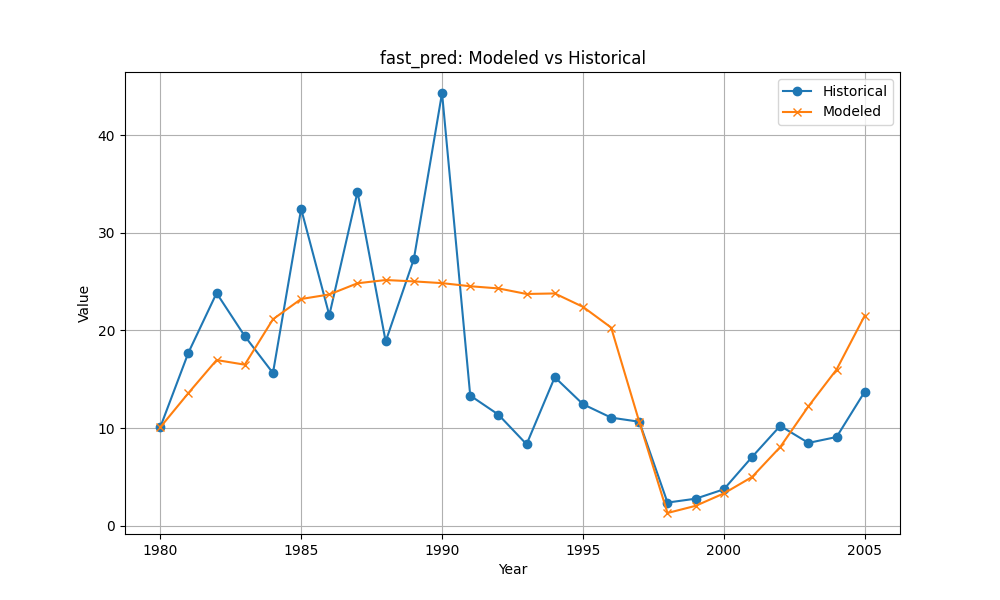 fast_pred: Modeled vs Historical
Historical
Modeled
Value
40
30
20
10
0
1980
1985
1990
1995
2000
2005
Year